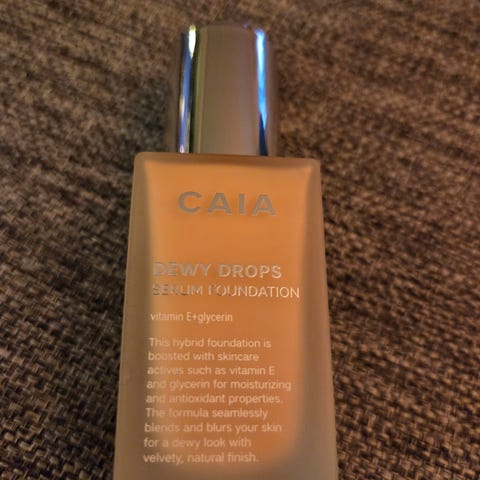 CAIA
DEWY DROPS
SERUM FOUNDATION
vitamin E+glycerin
This hybrid foundation is
boosted with skincare
actives such as vitamin E
and glycerin for moisturizing
and antioxidant properties.
The formula seamlessly
blends and blurs your skin
for a dewy look with
velvety, natural finish.